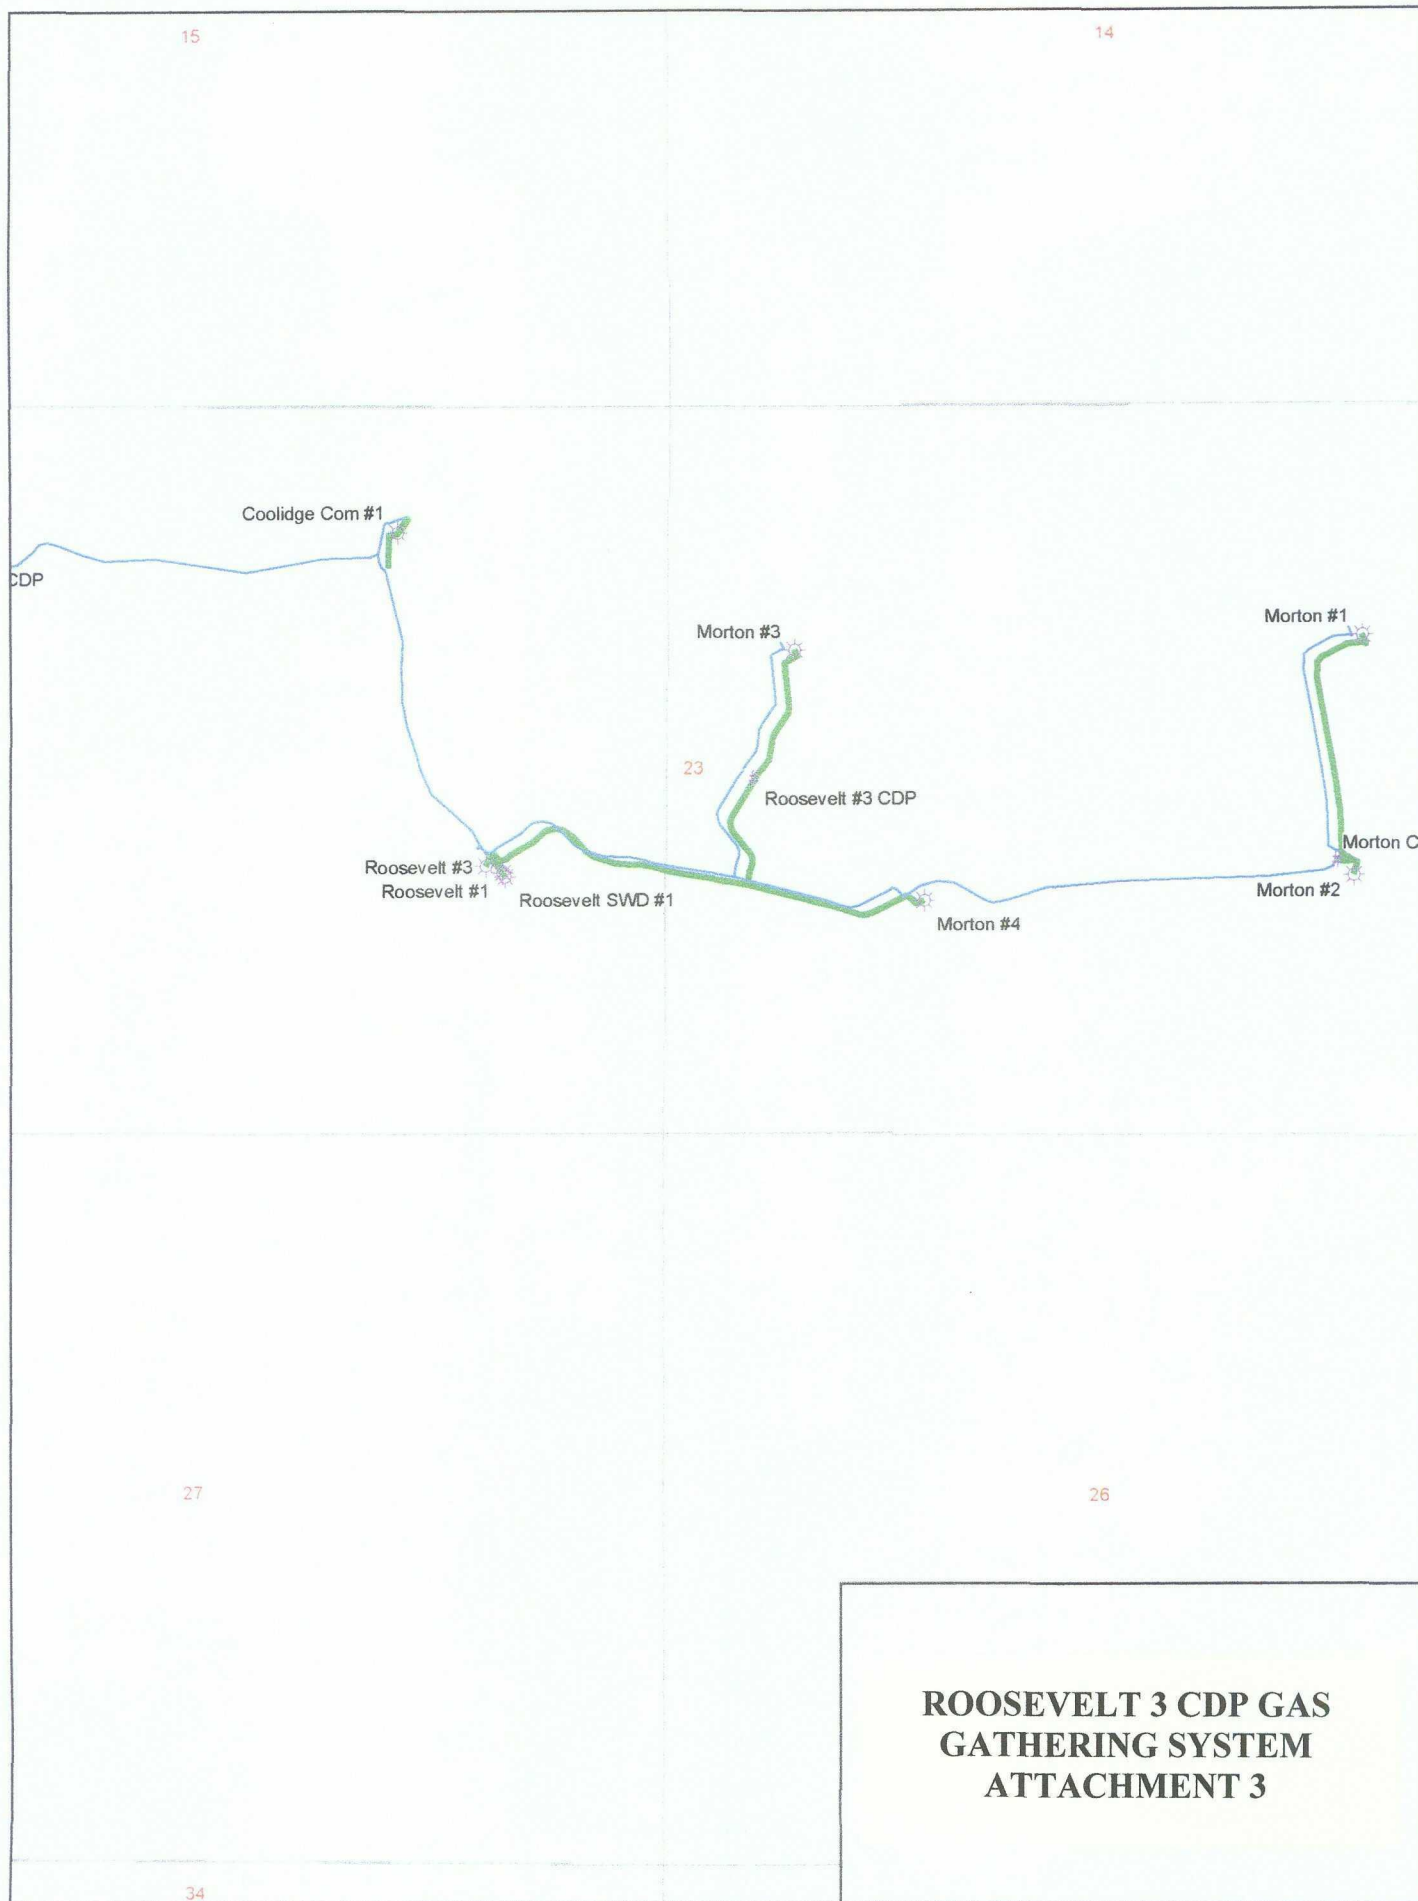 15
14
Coolidge Com #1
CDP
Morton #3
Morton #1
23
Roosevelt #3 CDP
Morton C
Roosevelt #3
Roosevelt #1
Roosevelt SWD #1
Morton #2
Morton #4
27
26
ROOSEVELT 3 CDP GAS
GATHERING SYSTEM
ATTACHMENT 3
34